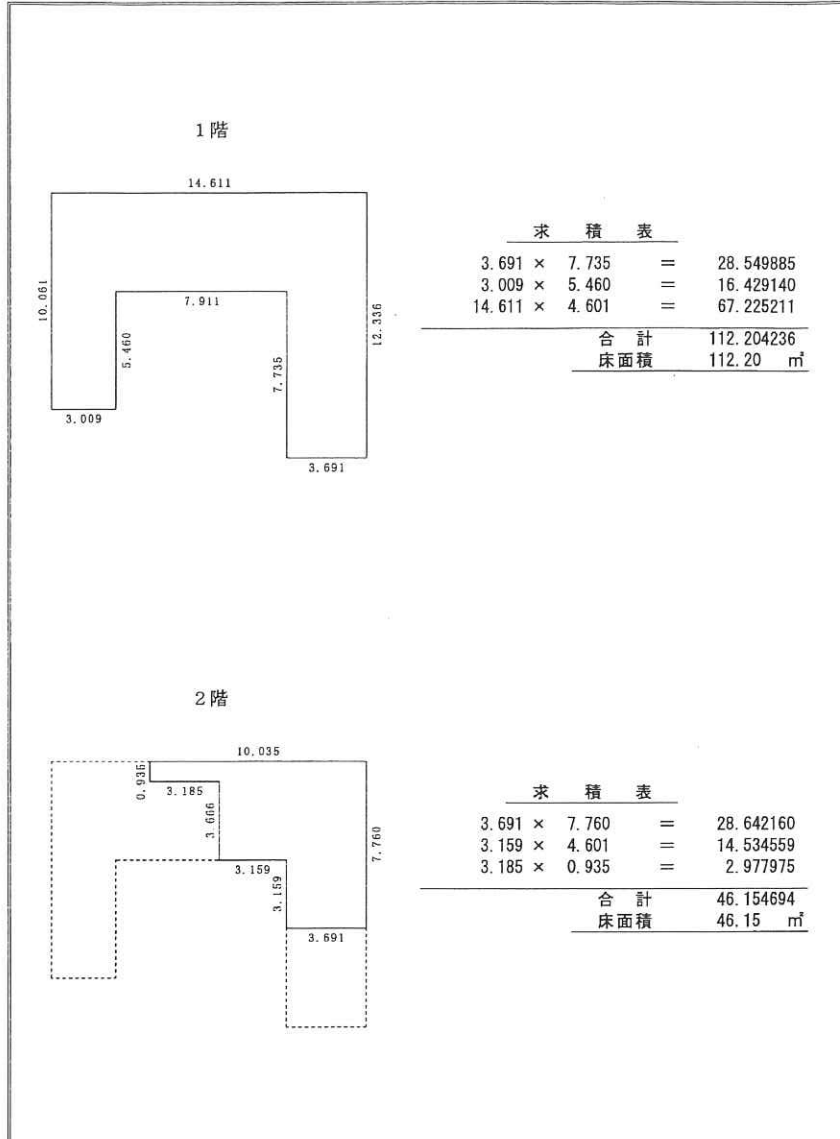 1階
14.611
10.061
7.911
5.460
7.735
12.336
3.009
3.691
求 積 表
3.691 × 7.735 = 28.549885
3.009 × 5.460 = 16.429140
14.611 × 4.601 = 67.225211
合 計 112.204236
床面積 112.20 ㎡
2階
10.035
0.935
3.185
3.666
7.760
3.159
3.159
3.691
求 積 表
3.691 × 7.760 = 28.642160
3.159 × 4.601 = 14.534559
3.185 × 0.935 = 2.977975
合 計 46.154694
床面積 46.15 ㎡